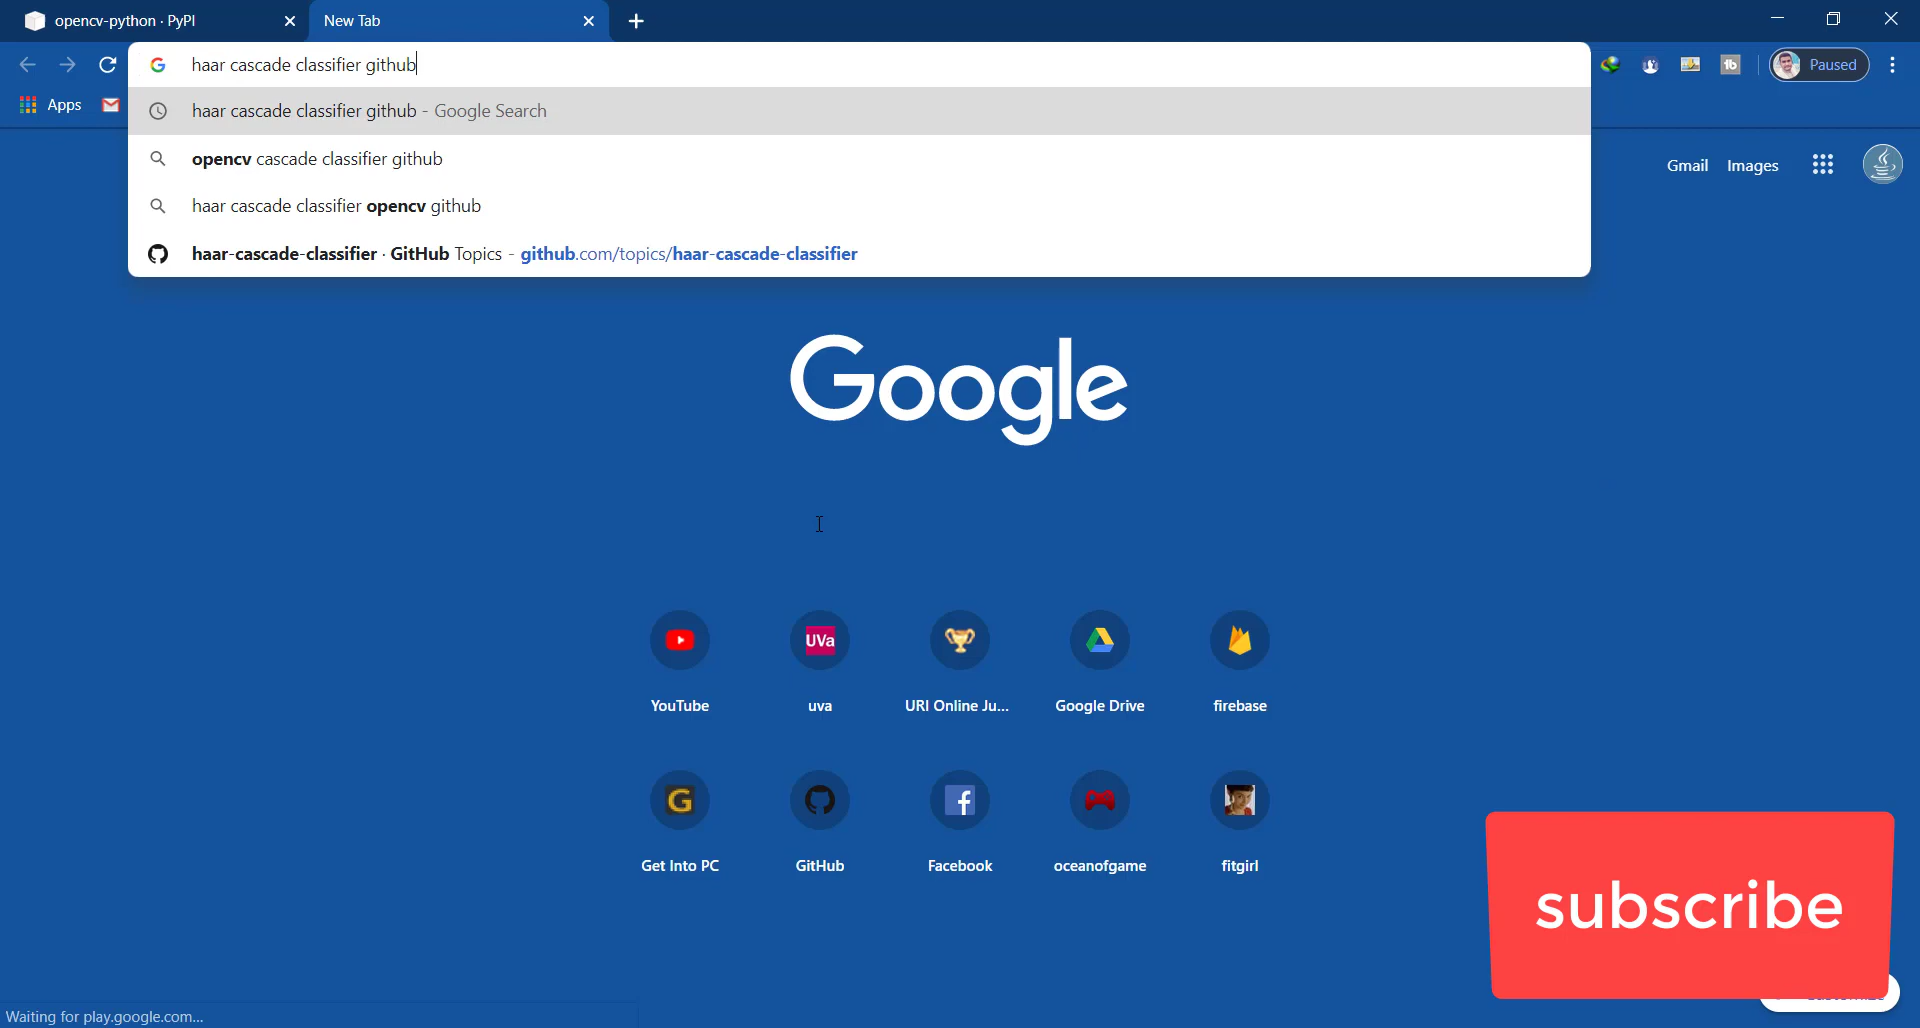 opencv-python · PyPI
New Tab
haar cascade classifier github
Paused
haar cascade classifier github - Google Search
Apps
opencv cascade classifier github
Gmail Images
haar cascade classifier opencv github
haar-cascade-classifier · GitHub Topics - github.com/topics/haar-cascade-classifier
Google
UVa
YouTube
uva
URI Online Ju...
Google Drive
firebase
Get Into PC
GitHub
Facebook
oceanofgame
fitgirl
subscribe
Waiting for play.google.com...